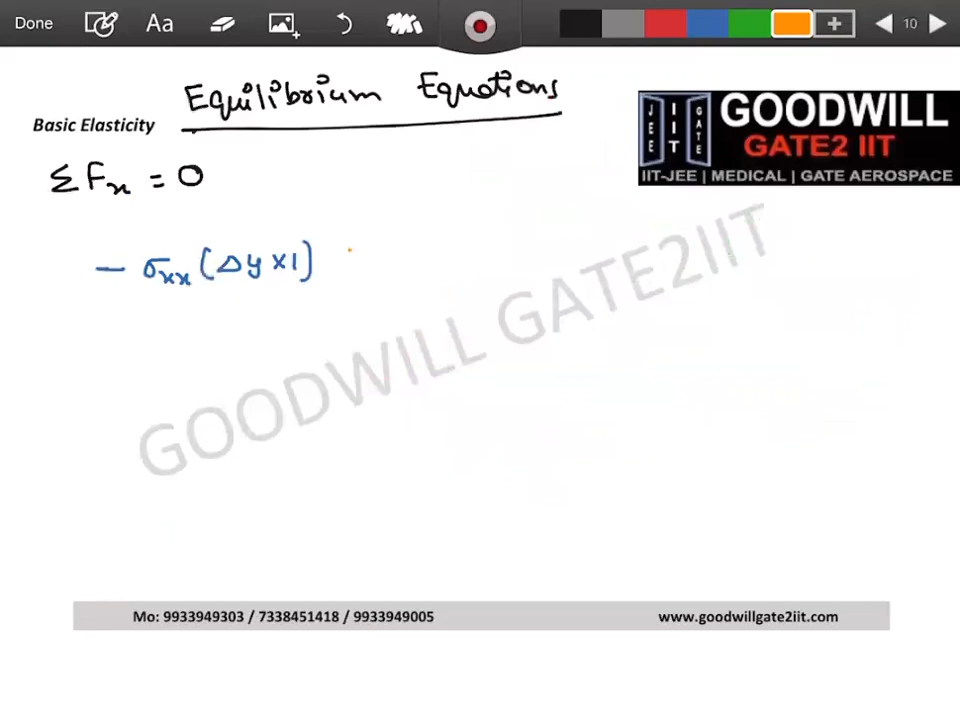 Done Aa 10
Equilibrium Equations
Basic Elasticity
JEE IIT GATE GOODWILL
GATE2 IIT
IIT-JEE | MEDICAL | GATE AEROSPACE
Σ Fx = 0
- σxx (Δy×1)
GOODWILL GATE2IIT
Mo: 9933949303 / 7338451418 / 9933949005 www.goodwillgate2iit.com